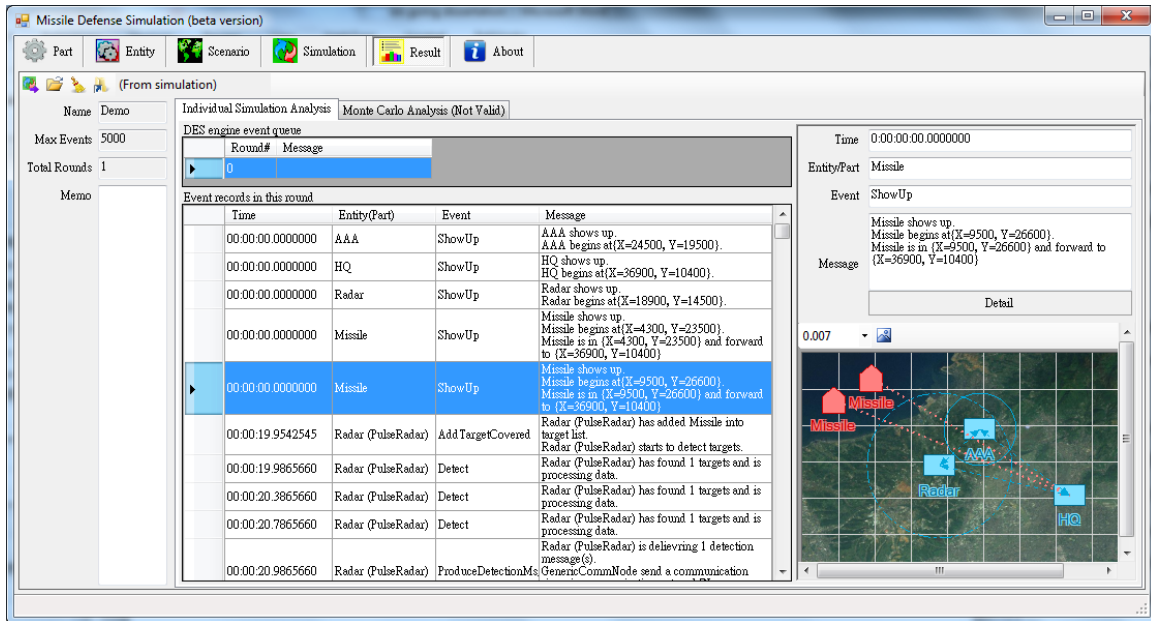 Missile Defense Simulation (beta version)
Part Entity Scenario Simulation Result About
(From simulation)
Name Demo
Max Events 5000
Total Rounds 1
Memo
Individual Simulation Analysis Monte Carlo Analysis (Not Valid)
DES engine event queue
Round# Message
0
Event records in this round
Time Entity(Part) Event Message
00:00:00.0000000 AAA ShowUp AAA shows up.
AAA begins at{X=24500, Y=19500}.
00:00:00.0000000 HQ ShowUp HQ shows up.
HQ begins at{X=36900, Y=10400}.
00:00:00.0000000 Radar ShowUp Radar shows up.
Radar begins at{X=18900, Y=14500}.
00:00:00.0000000 Missile ShowUp Missile shows up.
Missile begins at{X=4300, Y=23500}.
Missile is in {X=4300, Y=23500} and forward
to {X=36900, Y=10400}
00:00:00.0000000 Missile ShowUp Missile shows up.
Missile begins at{X=9500, Y=26600}.
Missile is in {X=9500, Y=26600} and forward
to {X=36900, Y=10400}
00:00:19.9542545 Radar (PulseRadar) AddTargetCovered Radar (PulseRadar) has added Missile into
target list.
Radar (PulseRadar) starts to detect targets.
00:00:19.9865660 Radar (PulseRadar) Detect Radar (PulseRadar) has found 1 targets and is
processing data.
00:00:20.3865660 Radar (PulseRadar) Detect Radar (PulseRadar) has found 1 targets and is
processing data.
00:00:20.7865660 Radar (PulseRadar) Detect Radar (PulseRadar) has found 1 targets and is
processing data.
00:00:20.9865660 Radar (PulseRadar) ProduceDetectionMs Radar (PulseRadar) is delievring 1 detection
message(s).
GenericCommNode send a communication
Time 0:00:00:00.0000000
Entity/Part Missile
Event ShowUp
Message Missile shows up.
Missile begins at{X=9500, Y=26600}.
Missile is in {X=9500, Y=26600} and forward to
{X=36900, Y=10400}
Detail
0.007
Missile
Missile
AAA
Radar
HQ